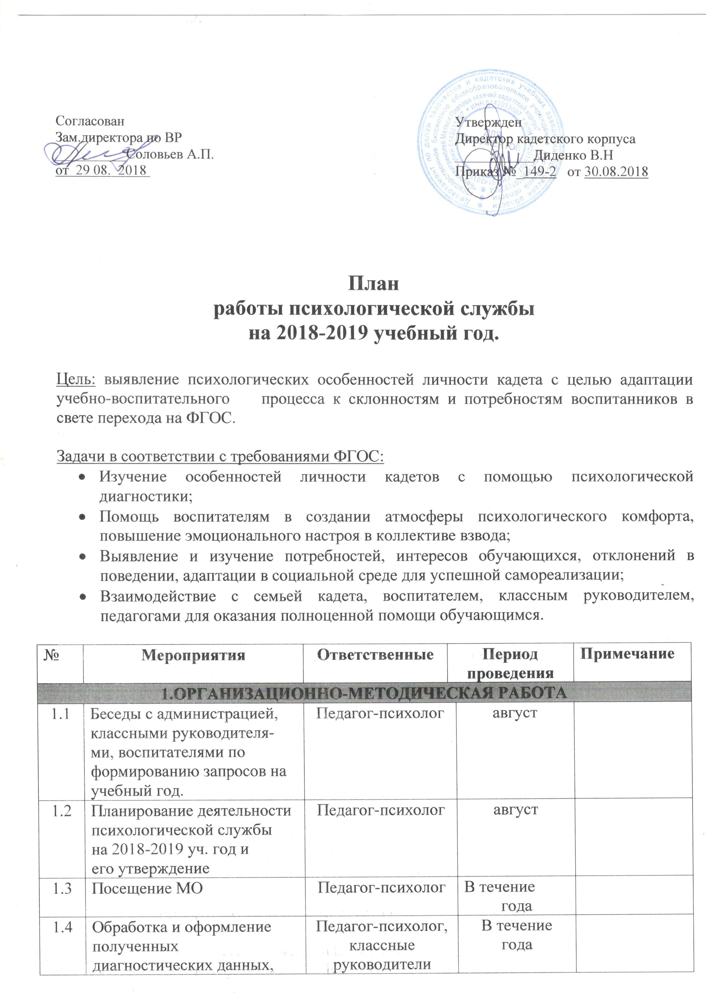 Согласован
Зам.директора по ВР
__________Соловьев А.П.
от 29 08. 2018
Утвержден
Директор кадетского корпуса
___________ Диденко В.Н
Приказ №_149-2 от 30.08.2018
План
работы психологической службы
на 2018-2019 учебный год.
Цель: выявление психологических особенностей личности кадета с целью адаптации
учебно-воспитательного процесса к склонностям и потребностям воспитанников в
свете перехода на ФГОС.
Задачи в соответствии с требованиями ФГОС:
• Изучение особенностей личности кадетов с помощью психологической
диагностики;
• Помощь воспитателям в создании атмосферы психологического комфорта,
повышение эмоционального настроя в коллективе взвода;
• Выявление и изучение потребностей, интересов обучающихся, отклонений в
поведении, адаптации в социальной среде для успешной самореализации;
• Взаимодействие с семьей кадета, воспитателем, классным руководителем,
педагогами для оказания полноценной помощи обучающимся.
№ Мероприятия Ответственные Период Примечание
проведения
1.ОРГАНИЗАЦИОННО-МЕТОДИЧЕСКАЯ РАБОТА
1.1 Беседы с администрацией, Педагог-психолог август
классными руководителя-
ми, воспитателями по
формированию запросов на
учебный год.
1.2 Планирование деятельности Педагог-психолог август
психологической службы
на 2018-2019 уч. год и
его утверждение
1.3 Посещение МО Педагог-психолог В течение
года
1.4 Обработка и оформление Педагог-психолог, В течение
полученных классные года
диагностических данных, руководители